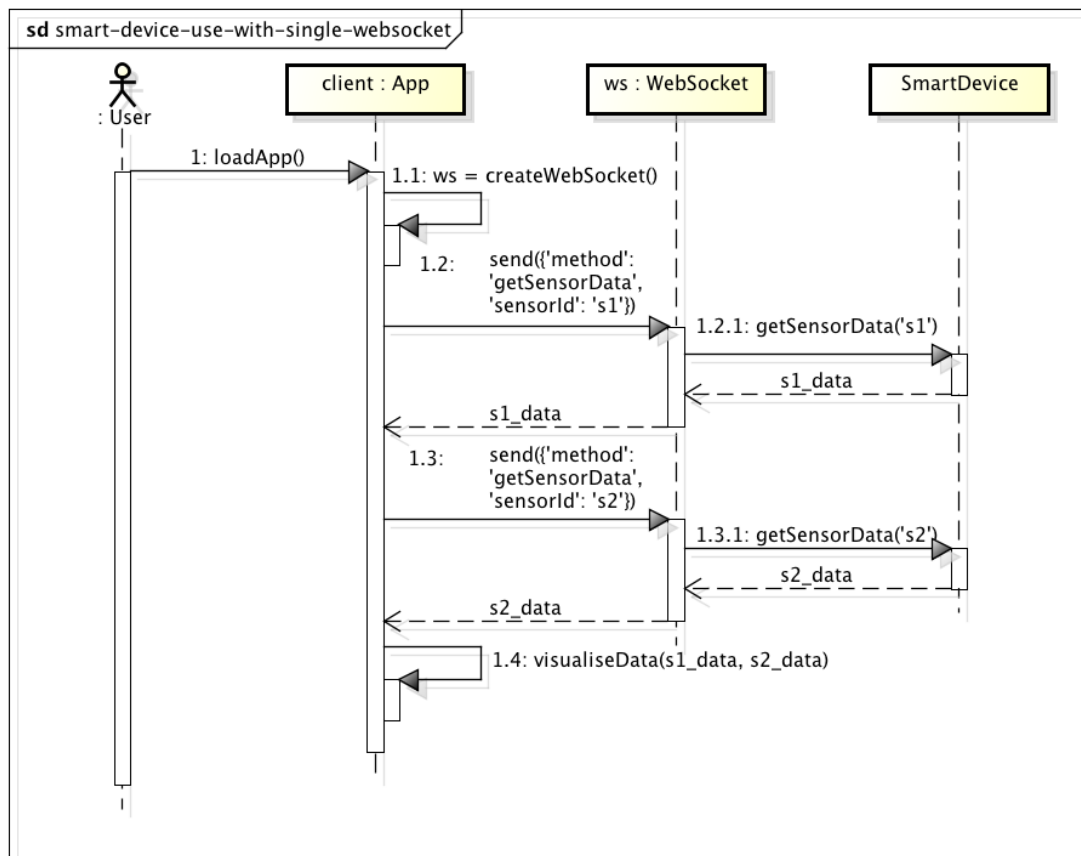 sd smart-device-use-with-single-websocket
client : App
ws : WebSocket
SmartDevice
: User
1: loadApp()
1.1: ws = createWebSocket()
1.2:
send({'method':
'getSensorData',
'sensorId': 's1'})
1.2.1: getSensorData('s1')
s1_data
s1_data
1.3:
send({'method':
'getSensorData',
'sensorId': 's2'})
1.3.1: getSensorData('s2')
s2_data
s2_data
1.4: visualiseData(s1_data, s2_data)